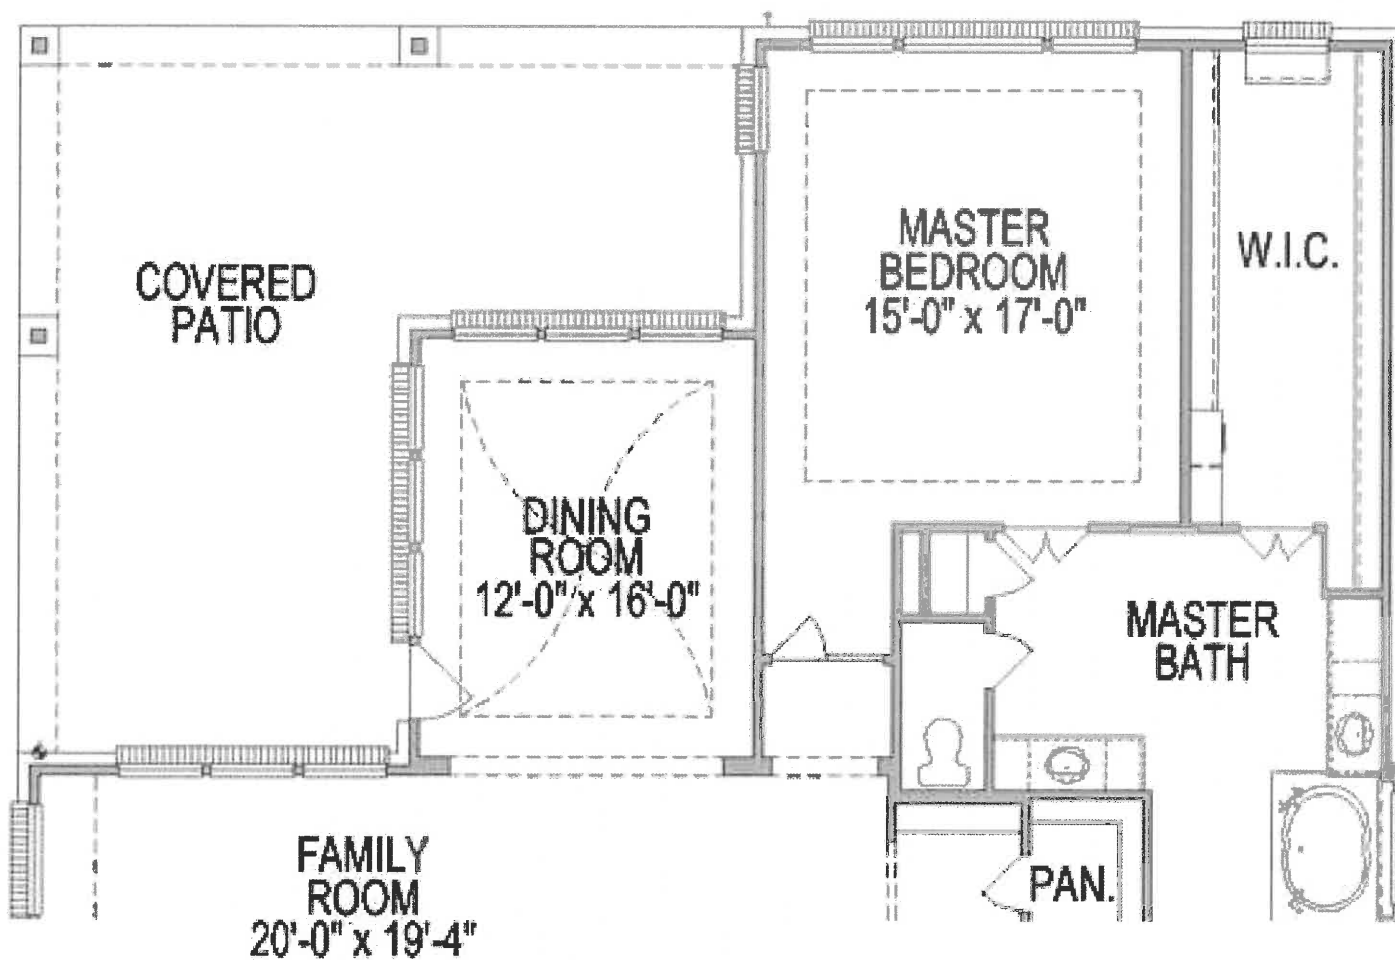 COVERED
PATIO
MASTER
BEDROOM
15'-0" x 17'-0"
W.I.C.
DINING
ROOM
12'-0" x 16'-0"
MASTER
BATH
FAMILY
ROOM
20'-0" x 19'-4"
PAN.